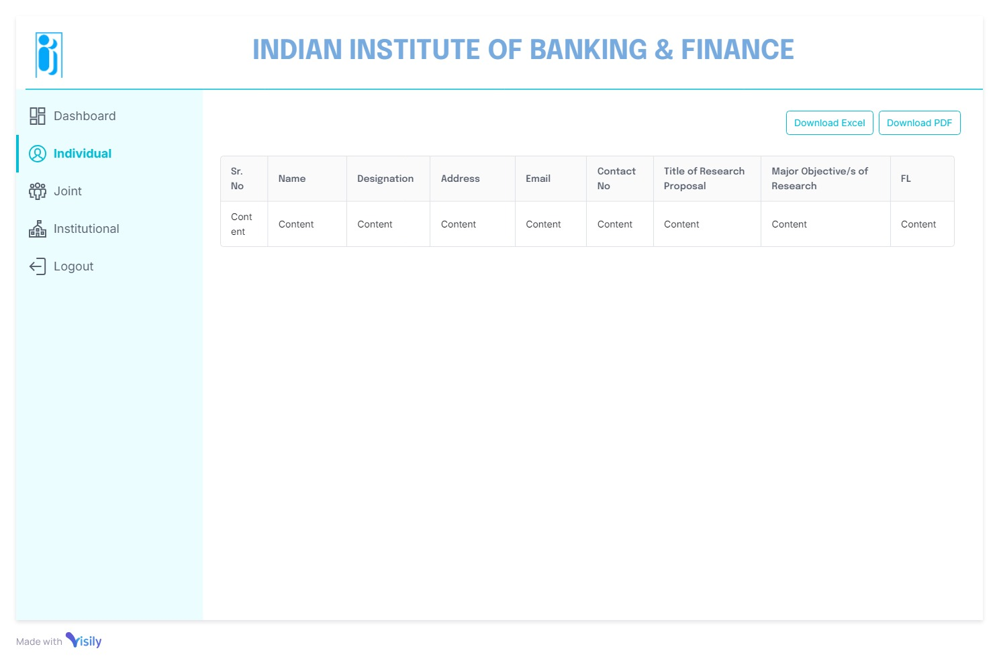 INDIAN INSTITUTE OF BANKING & FINANCE
Dashboard
Individual
Joint
Institutional
Logout
Download Excel
Download PDF
Sr.
No
Name
Designation
Address
Email
Contact
No
Title of Research
Proposal
Major Objective/s of
Research
FL
Cont
ent
Content
Content
Content
Content
Content
Content
Content
Content
Made with Visily